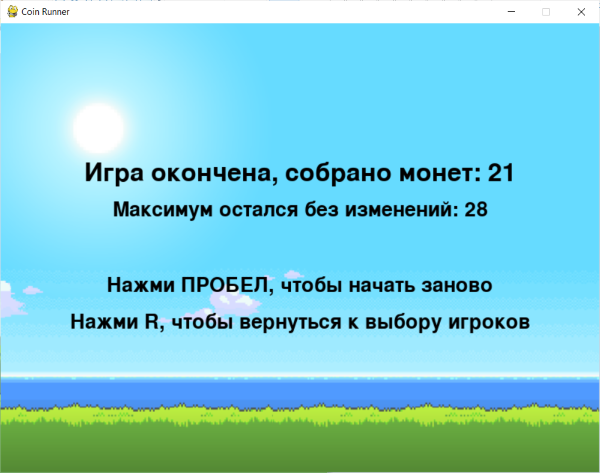 Coin Runner
Игра окончена, собрано монет: 21
Максимум остался без изменений: 28
Нажми ПРОБЕЛ, чтобы начать заново
Нажми R, чтобы вернуться к выбору игроков